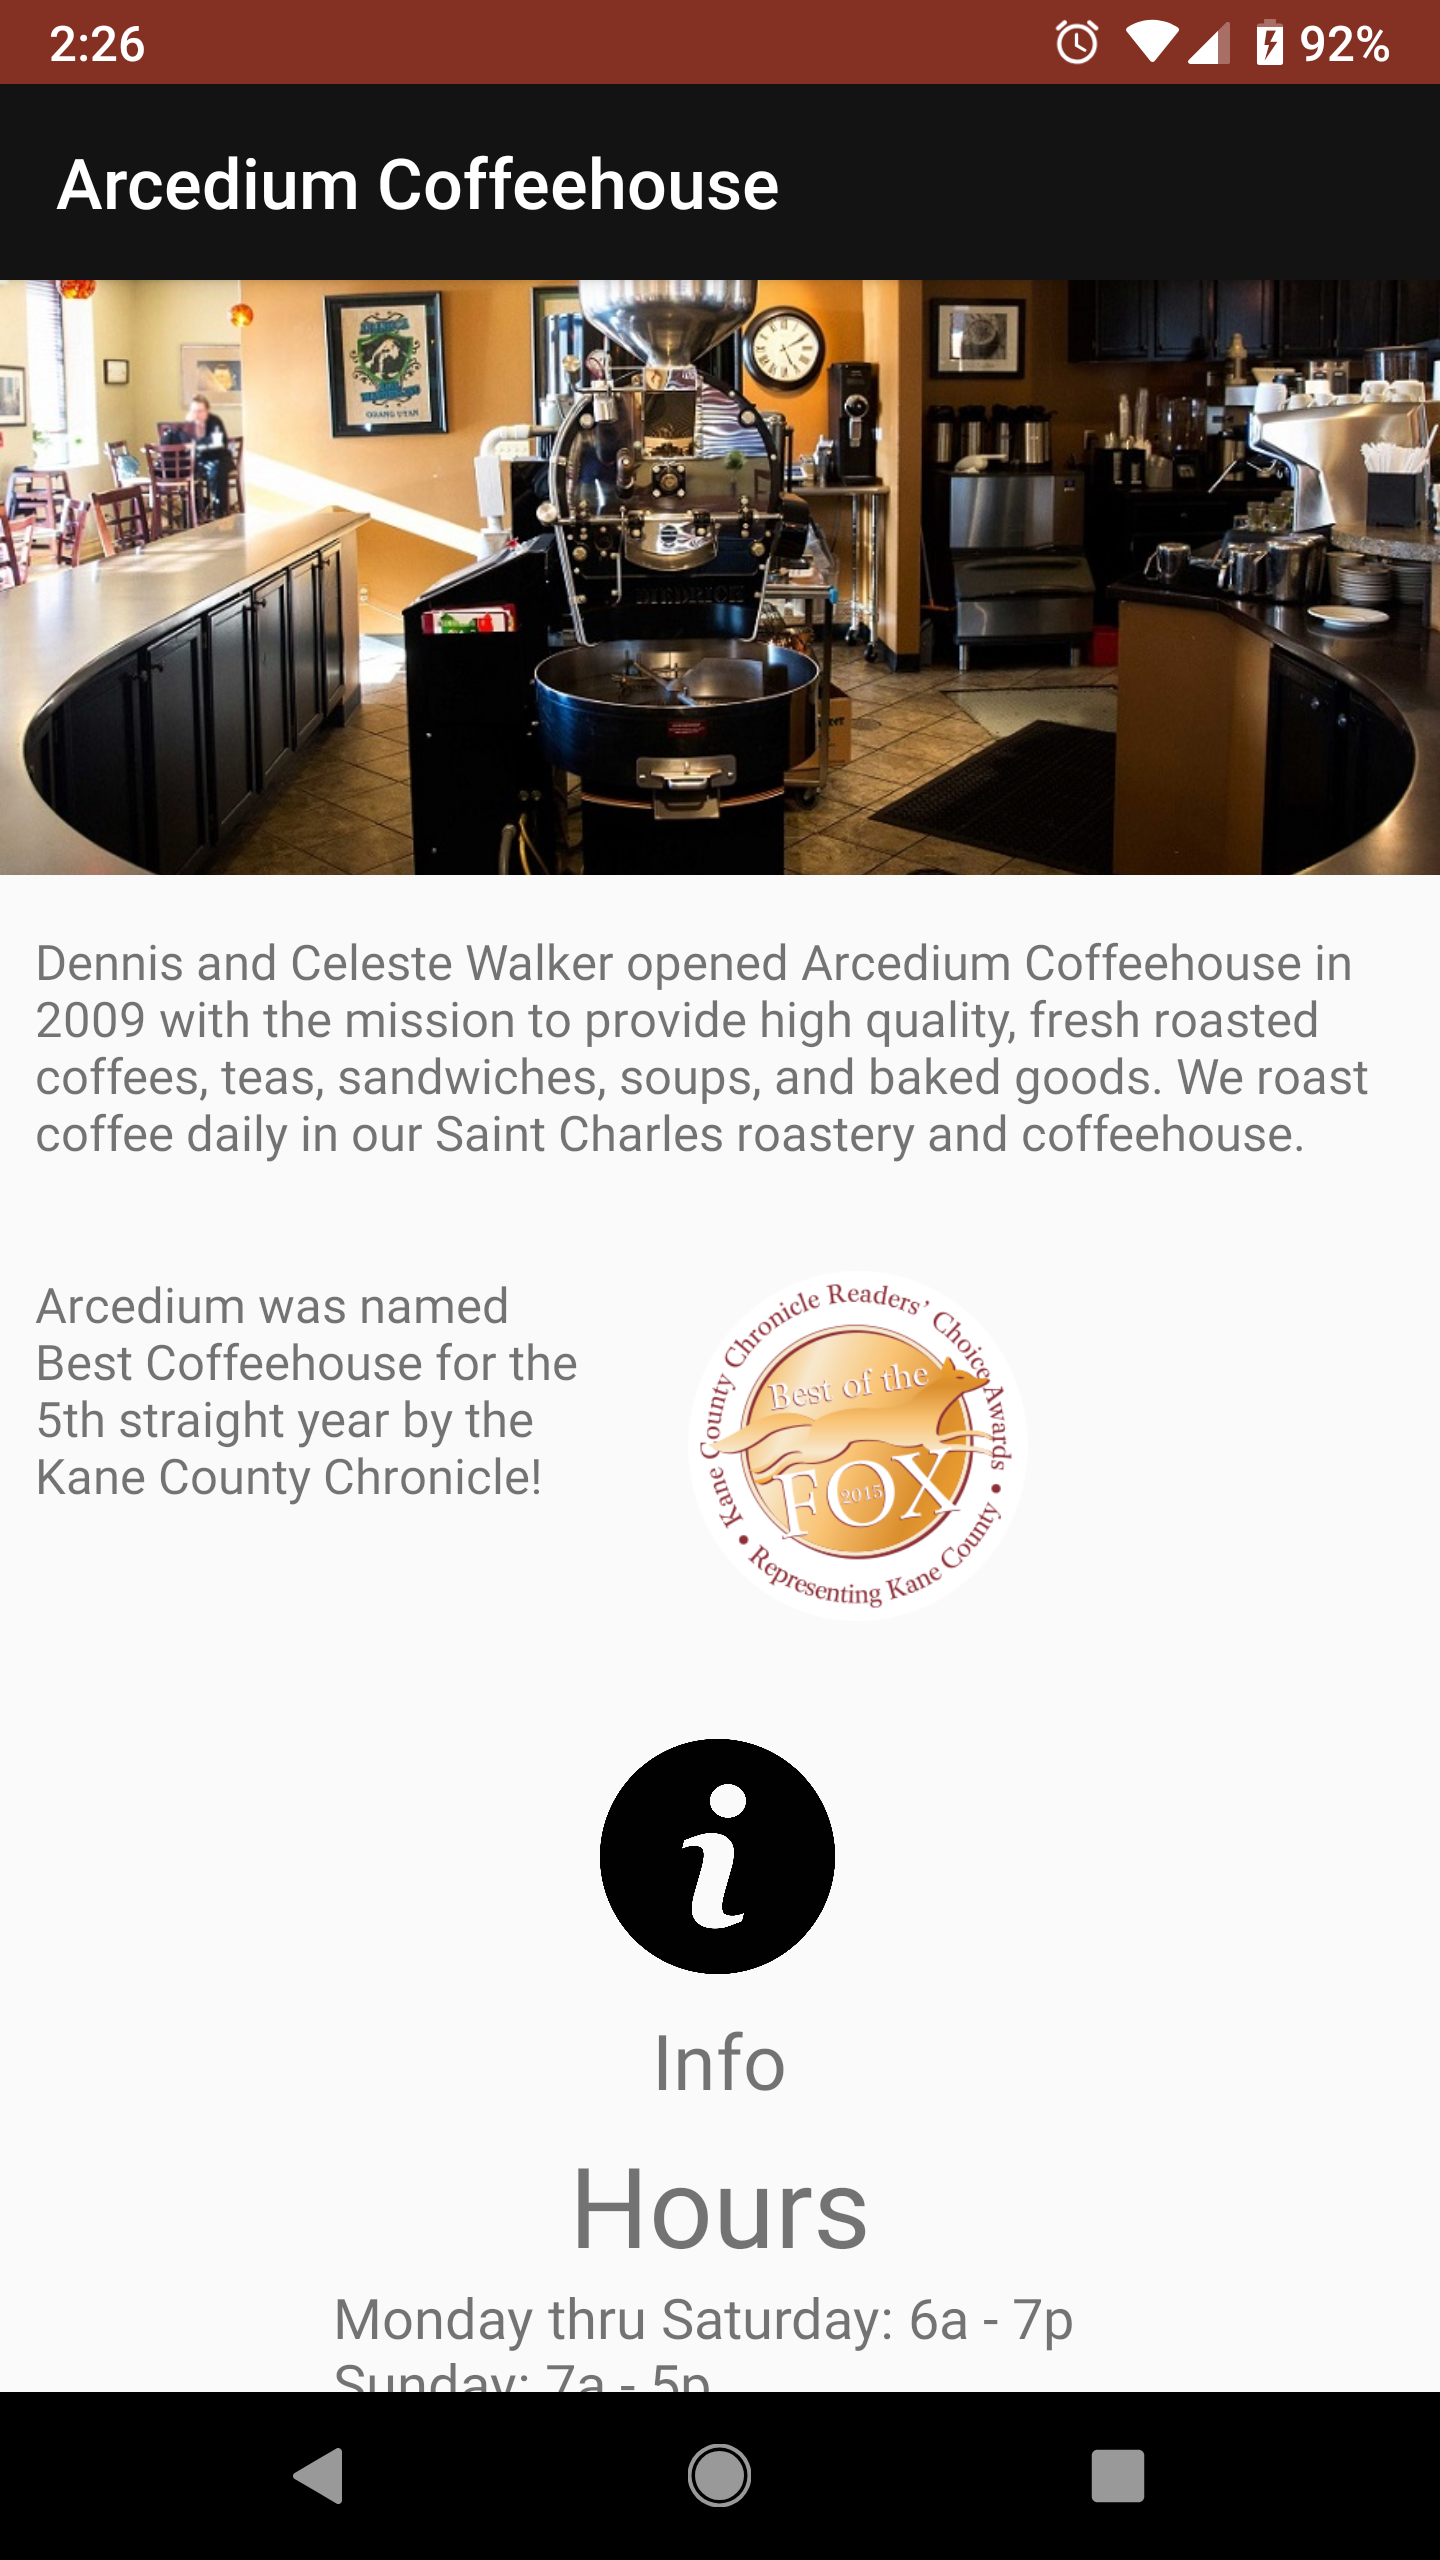 2:26
92%
Arcedium Coffeehouse
ORANG UTAN
DIEDRICH
Dennis and Celeste Walker opened Arcedium Coffeehouse in
2009 with the mission to provide high quality, fresh roasted
coffees, teas, sandwiches, soups, and baked goods. We roast
coffee daily in our Saint Charles roastery and coffeehouse.
Arcedium was named
Best Coffeehouse for the
5th straight year by the
Kane County Chronicle!
Kane County Chronicle Readers’ Choice Awards •
Best of the
FOX
2015
• Representing Kane County
Info
Hours
Monday thru Saturday: 6a - 7p
Sunday: 7a - 5p